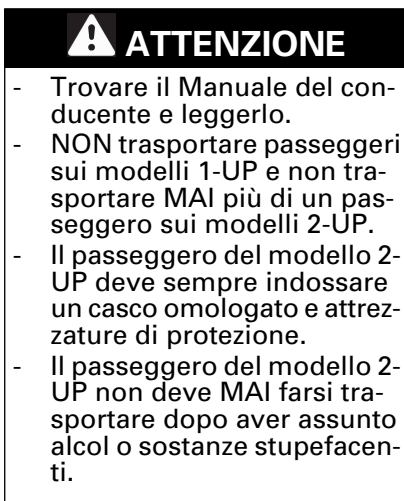 ATTENZIONE
- Trovare il Manuale del con-
ducente e leggerlo.
- NON trasportare passeggeri
sui modelli 1-UP e non tra-
sportare MAI più di un pas-
seggero sui modelli 2-UP.
- Il passeggero del modello 2-
UP deve sempre indossare
un casco omologato e attrez-
zature di protezione.
- Il passeggero del modello 2-
UP non deve MAI farsi tra-
sportare dopo aver assunto
alcol o sostanze stupefacen-
ti.